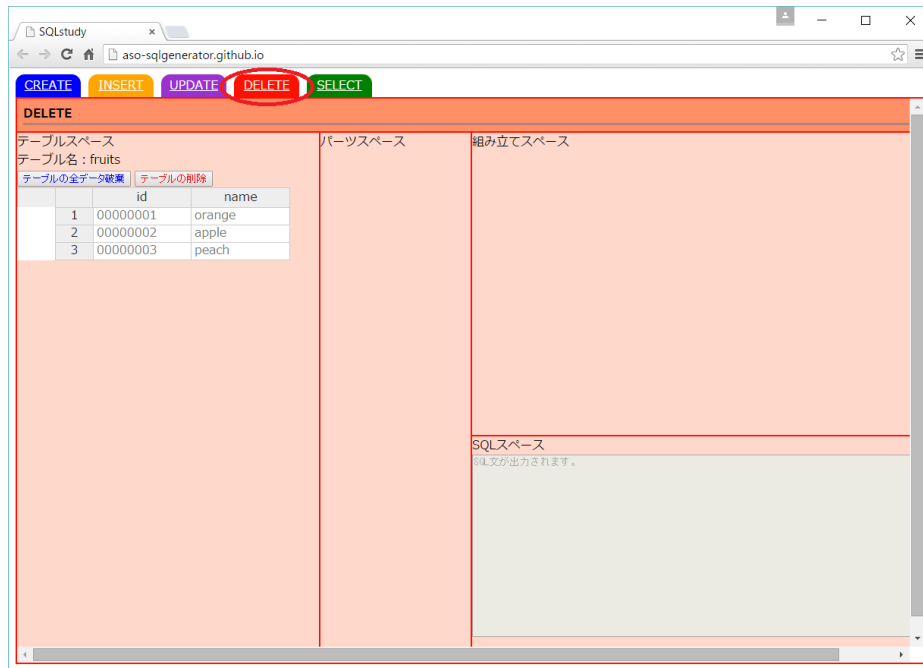 SQLstudy
aso-sqlgenerator.github.io
CREATE INSERT UPDATE DELETE SELECT
DELETE
テーブルスペース
テーブル名 : fruits
テーブルの全データ破棄 テーブルの削除
id name
1 00000001 orange
2 00000002 apple
3 00000003 peach
パーツスペース
組み立てスペース
SQLスペース
SQL文が出力されます。